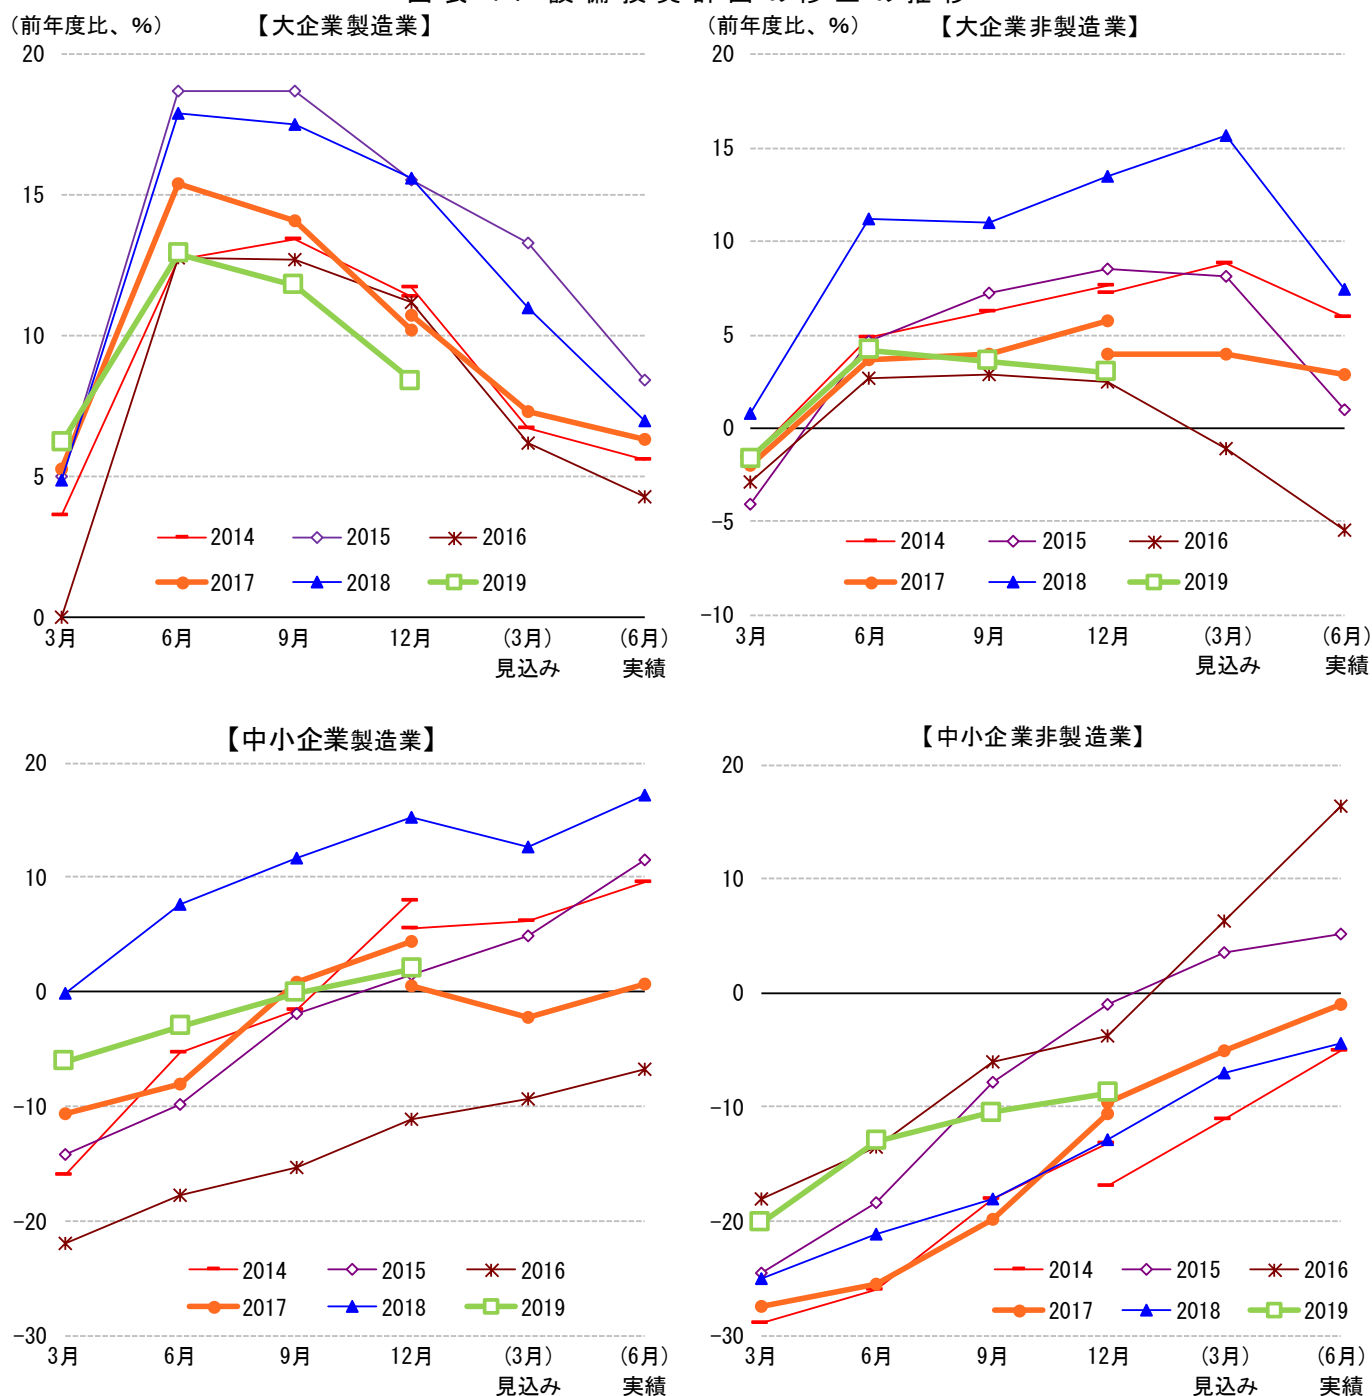 (前年度比、%)
【大企業製造業】
20
15
10
5
0
2014
2015
2016
2017
2018
2019
3月
6月
9月
12月
(3月)
見込み
(6月)
実績
(前年度比、%)
【大企業非製造業】
20
15
10
5
0
-5
-10
2014
2015
2016
2017
2018
2019
3月
6月
9月
12月
(3月)
見込み
(6月)
実績
【中小企業製造業】
20
10
0
-10
-20
-30
2014
2015
2016
2017
2018
2019
3月
6月
9月
12月
(3月)
見込み
(6月)
実績
【中小企業非製造業】
20
10
0
-10
-20
-30
2014
2015
2016
2017
2018
2019
3月
6月
9月
12月
(3月)
見込み
(6月)
実績